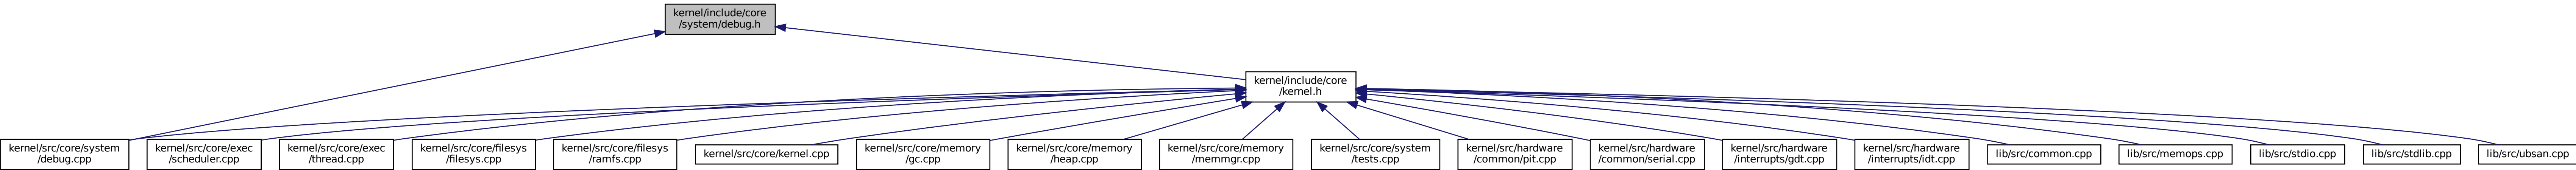 kernel/include/core
/system/debug.h
kernel/include/core
/kernel.h
kernel/src/core/system
/debug.cpp
kernel/src/core/exec
/scheduler.cpp
kernel/src/core/exec
/thread.cpp
kernel/src/core/filesys
/filesys.cpp
kernel/src/core/filesys
/ramfs.cpp
kernel/src/core/kernel.cpp
kernel/src/core/memory
/gc.cpp
kernel/src/core/memory
/heap.cpp
kernel/src/core/memory
/memmgr.cpp
kernel/src/core/system
/tests.cpp
kernel/src/hardware
/common/pit.cpp
kernel/src/hardware
/common/serial.cpp
kernel/src/hardware
/interrupts/gdt.cpp
kernel/src/hardware
/interrupts/idt.cpp
lib/src/common.cpp
lib/src/memops.cpp
lib/src/stdio.cpp
lib/src/stdlib.cpp
lib/src/ubsan.cpp